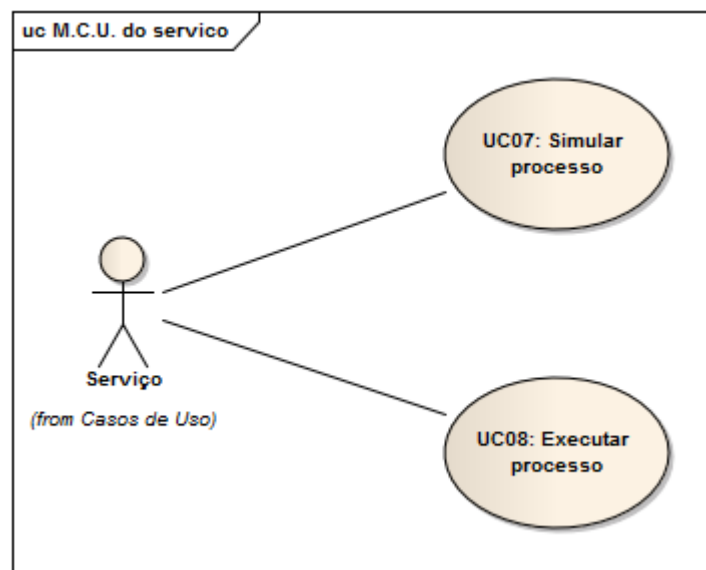 uc M.C.U. do servico
UC07: Simular
processo
Serviço
(from Casos de Uso)
UC08: Executar
processo